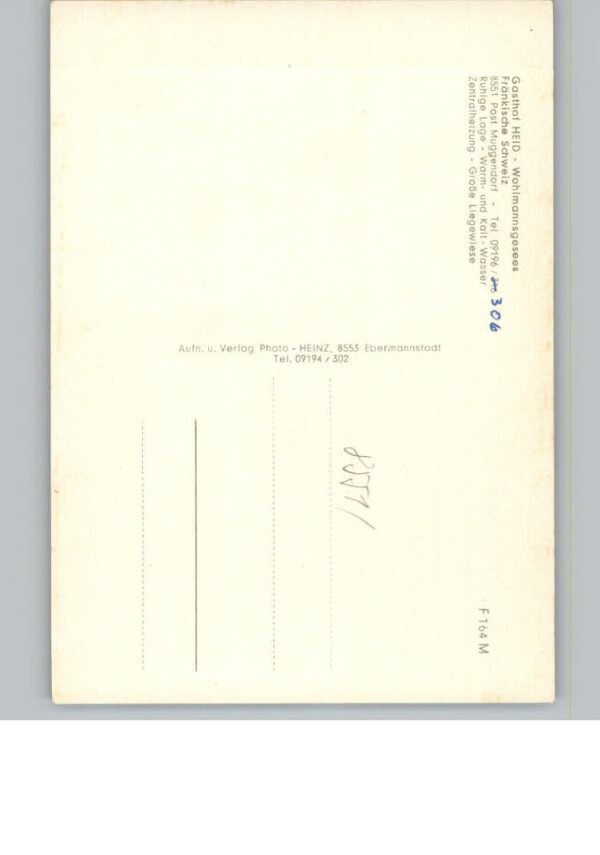 Gasthof HEID - Wohlmannsgesees
Fränkische Schweiz
8551 Post Muggendorf - Tel. 09196 / 306
Ruhige Lage - Warm- und Kalt-Wasser
Zentralheizung - Große Liegewiese
Aufn. u. Verlag Photo - HEINZ, 8553 Ebermannstadt
Tel. 09194 / 302
8551/
F 164 M